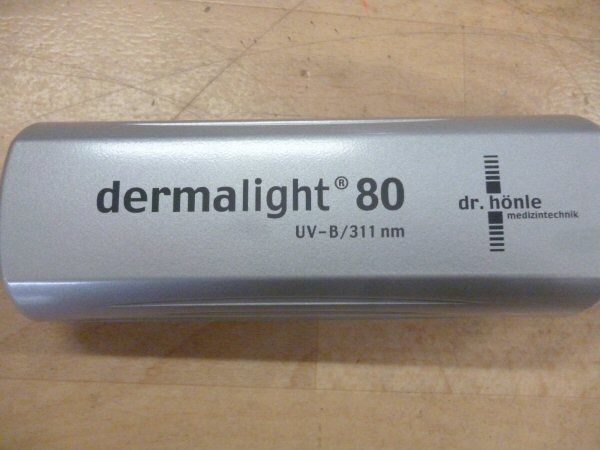 dermalight® 80
UV-B/311 nm
dr. hönle
medizintechnik